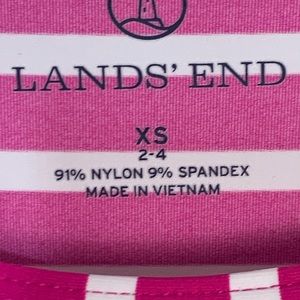 LANDS' END
XS
2-4
91% NYLON 9% SPANDEX
MADE IN VIETNAM